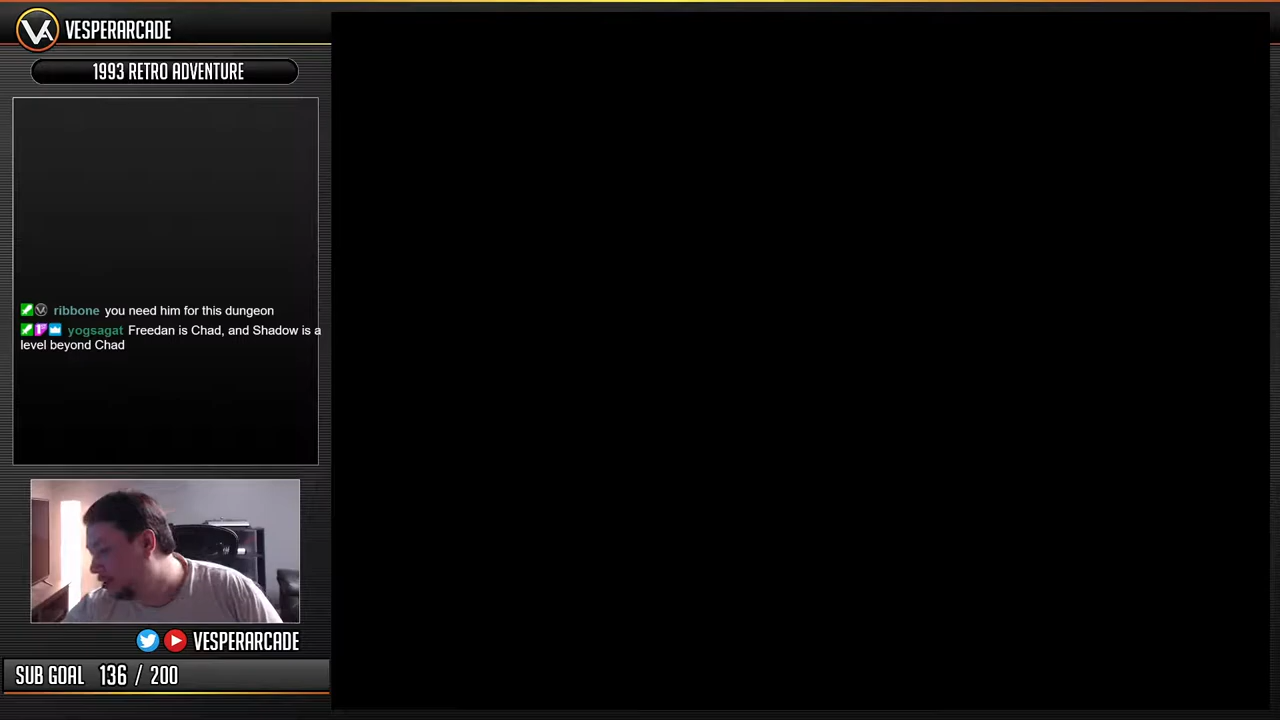 VESPERARCADE
1993 RETRO ADVENTURE
ribbone you need him for this dungeon
yogsagat Freedan is Chad, and Shadow is a
level beyond Chad
VESPERARCADE
SUB GOAL 136 / 200